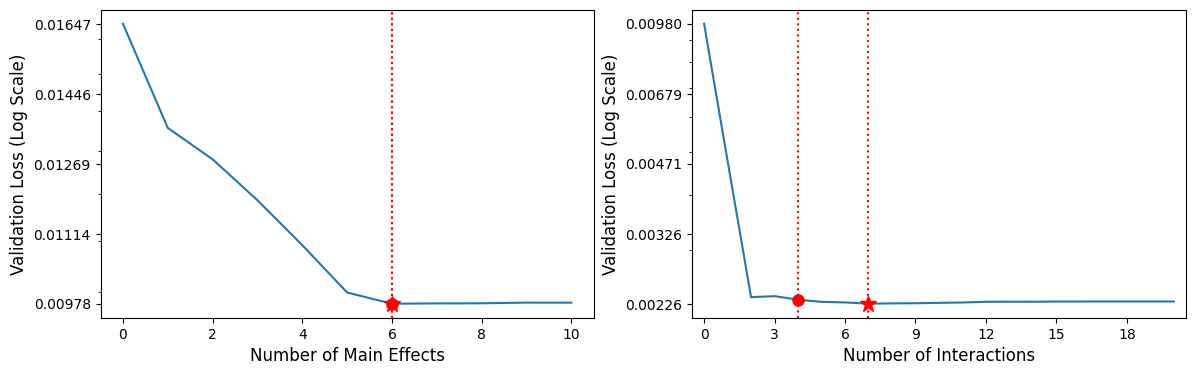 Validation Loss (Log Scale)
0.01647
0.01446
0.01269
0.01114
0.00978
0 2 4 6 8 10
Number of Main Effects
Validation Loss (Log Scale)
0.00980
0.00679
0.00471
0.00326
0.00226
0 3 6 9 12 15 18
Number of Interactions